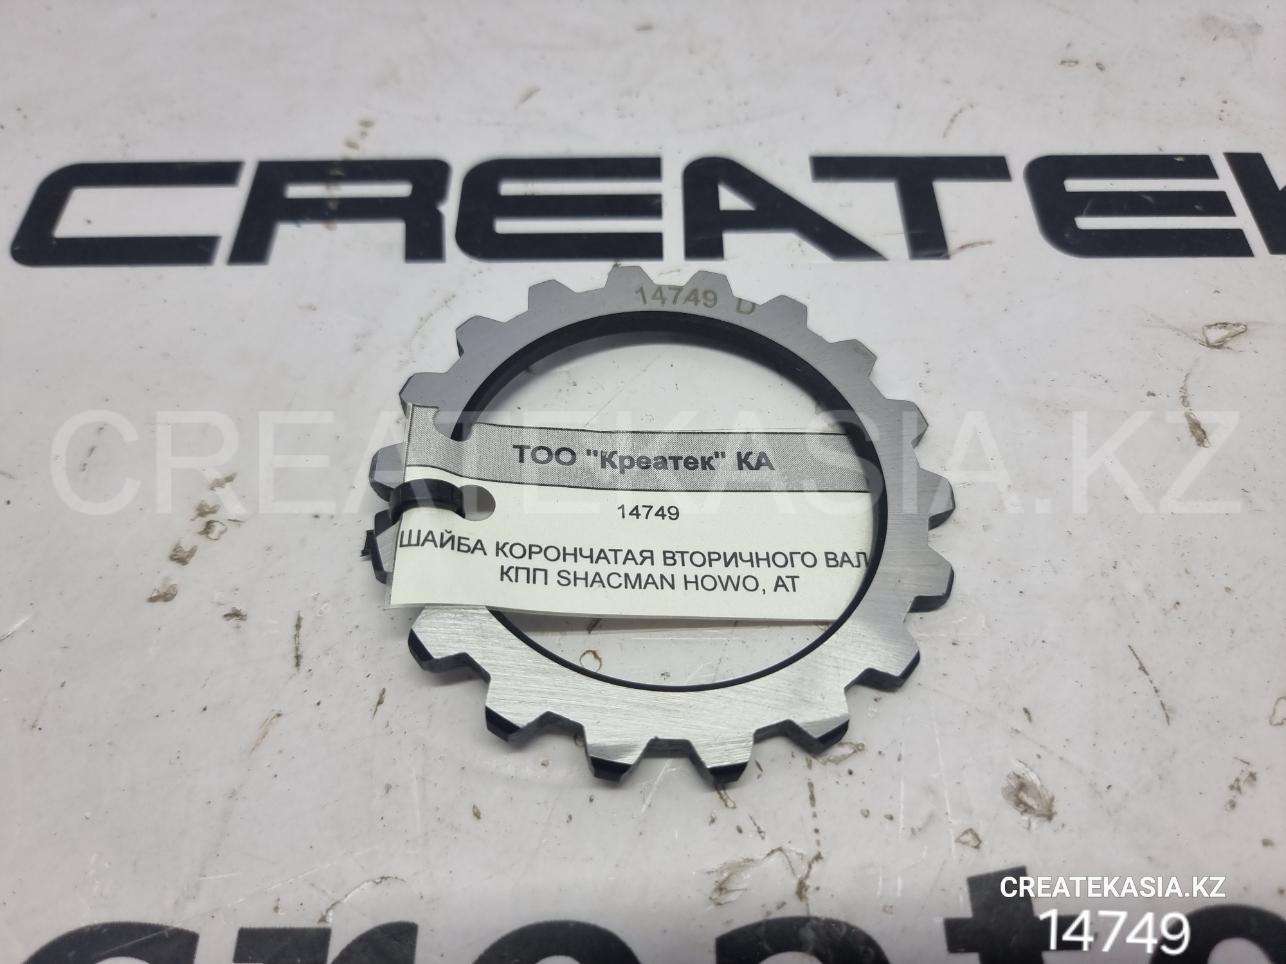 CREATEK
14749 D
CREATEKASIA.KZ
ТОО "Креатек" КА
14749
ШАЙБА КОРОНЧАТАЯ ВТОРИЧНОГО ВАЛ
КПП SHACMAN HOWO, AT
CREATEKASIA.KZ
14749